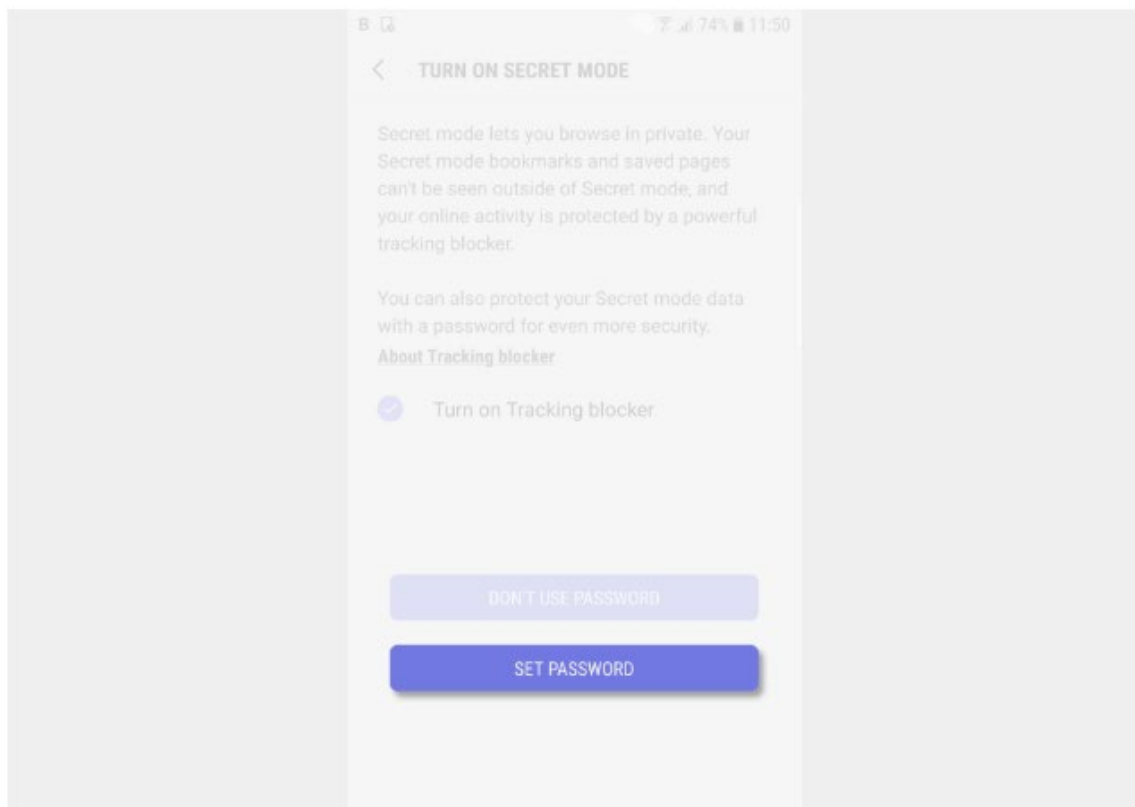 B 74% 11:50
TURN ON SECRET MODE
Secret mode lets you browse in private. Your
Secret mode bookmarks and saved pages
can't be seen outside of Secret mode, and
your online activity is protected by a powerful
tracking blocker.
You can also protect your Secret mode data
with a password for even more security.
About Tracking blocker
Turn on Tracking blocker
DON'T USE PASSWORD
SET PASSWORD